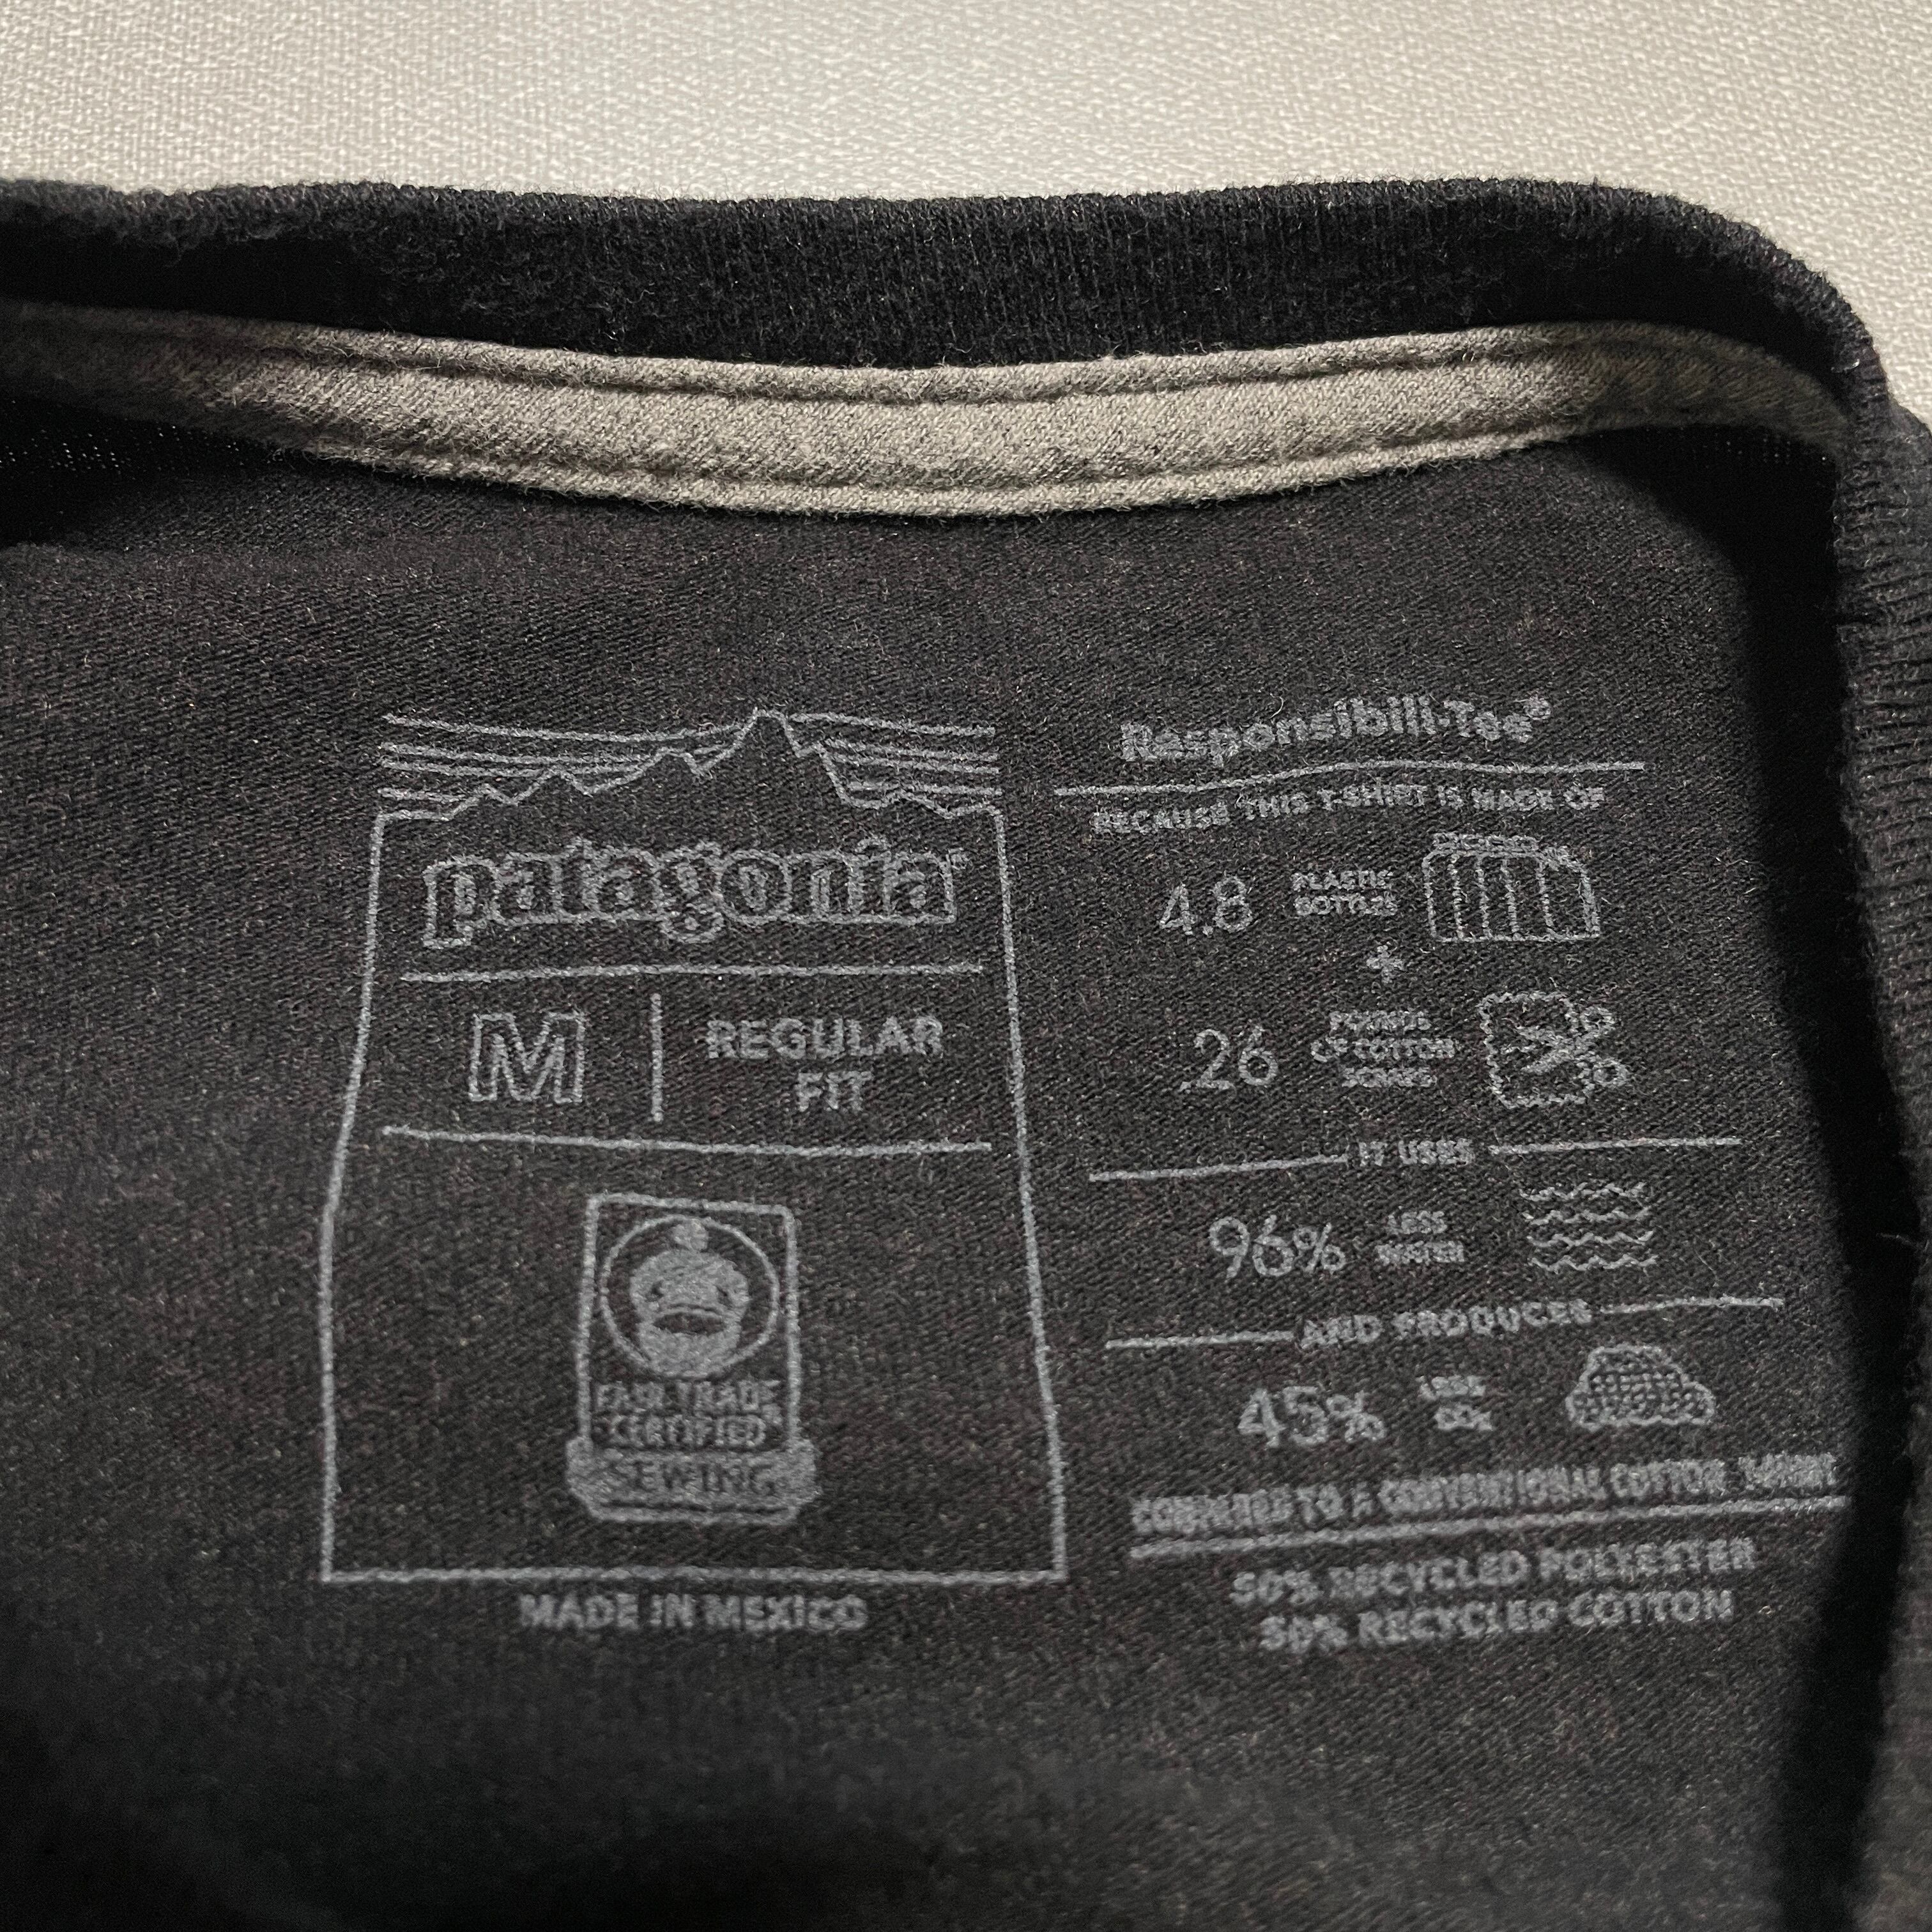 patagonia
M
REGULAR
FIT
FAIR TRADE
CERTIFIED
SEWING
MADE IN MEXICO
Responsibili-Tee®
BECAUSE THIS T-SHIRT IS MADE OF
4.8
PLASTIC
BOTTLES
+
.26
POUNDS
OF COTTON
SCRAPS
IT USES
96%
LESS
WATER
AND PRODUCES
45%
LESS
CO₂
COMPARED TO A CONVENTIONAL COTTON T-SHIRT
50% RECYCLED POLYESTER
50% RECYCLED COTTON